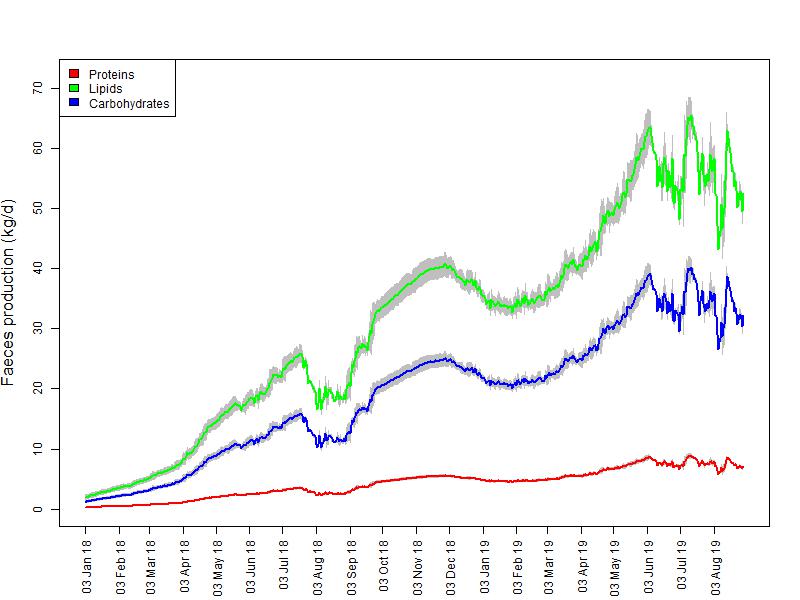 Proteins
Lipids
Carbohydrates
70
60
50
40
30
20
10
0
Faeces production (kg/d)
03 Jan 18
03 Feb 18
03 Mar 18
03 Apr 18
03 May 18
03 Jun 18
03 Jul 18
03 Aug 18
03 Sep 18
03 Oct 18
03 Nov 18
03 Dec 18
03 Jan 19
03 Feb 19
03 Mar 19
03 Apr 19
03 May 19
03 Jun 19
03 Jul 19
03 Aug 19